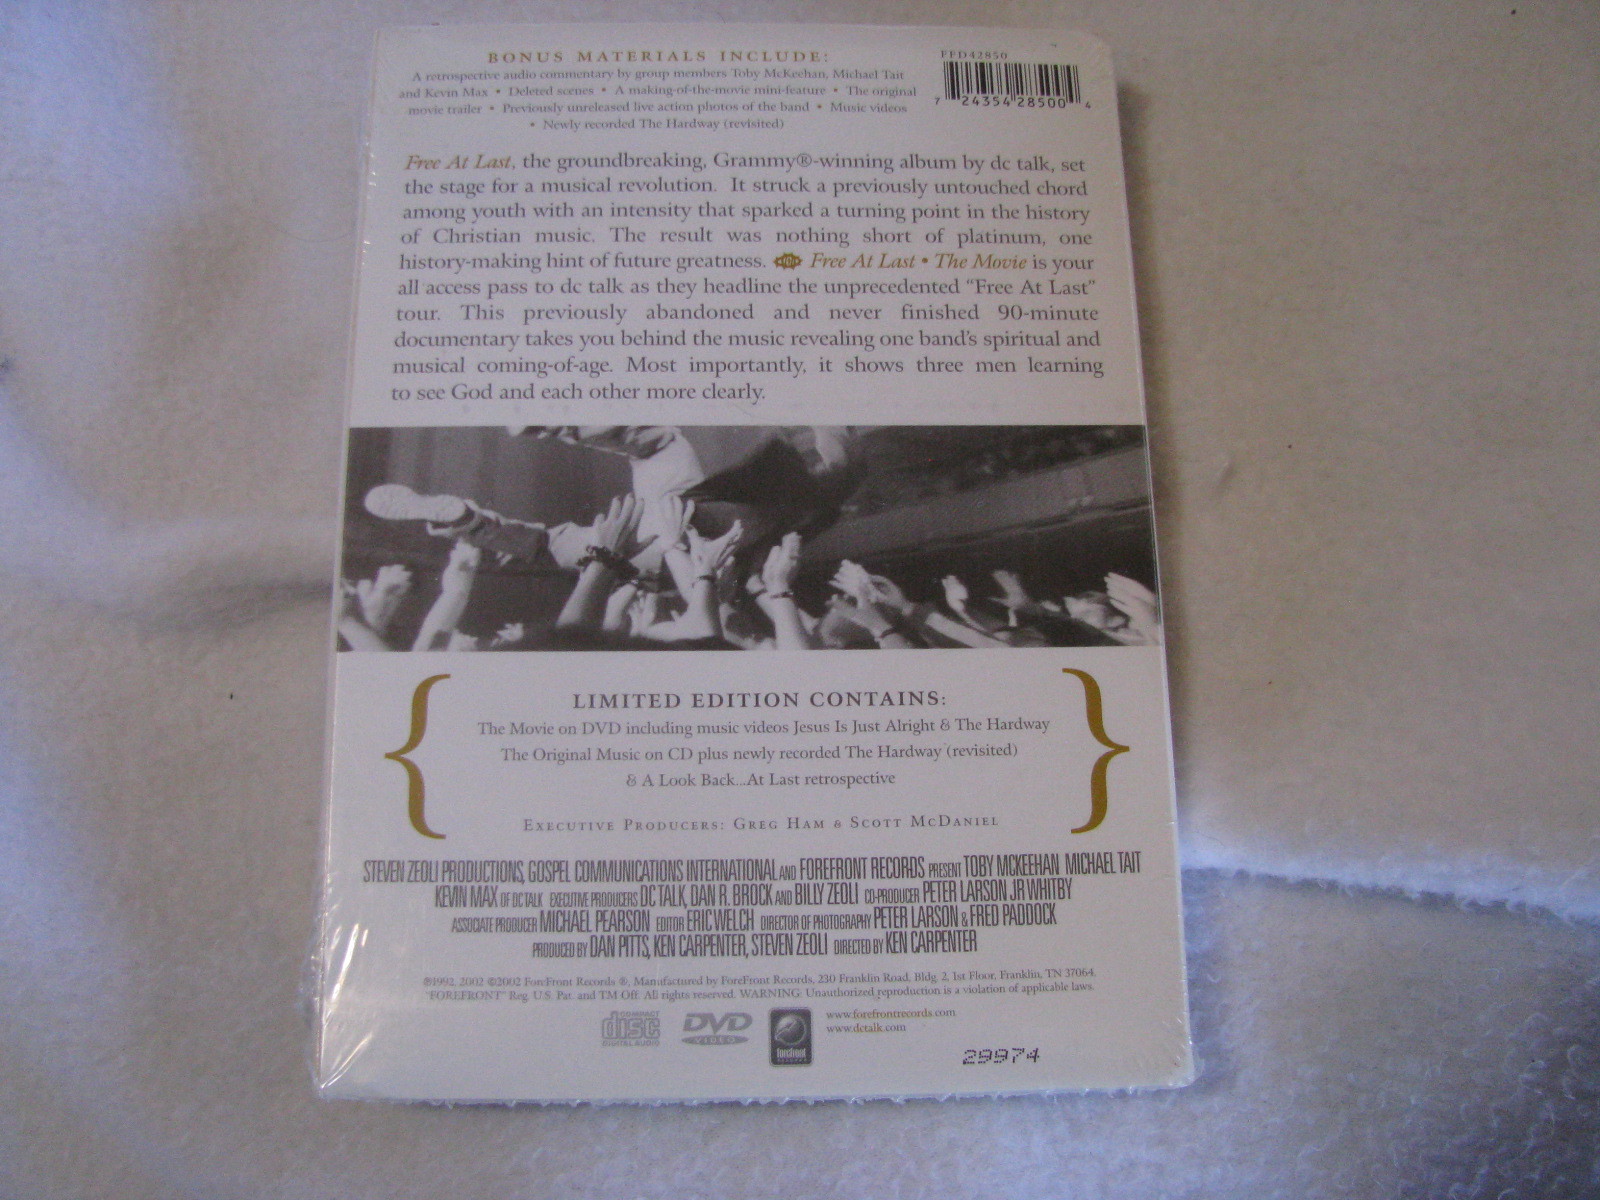 BONUS MATERIALS INCLUDE:
A retrospective audio commentary by group members Toby McKeehan, Michael Tait
and Kevin Max • Deleted scenes • A making-of-the-movie mini-feature • The original
movie trailer • Previously unreleased live action photos of the band • Music videos
• Newly recorded The Hardway (revisited)
FFD42850
7 24354 28500 4
Free At Last, the groundbreaking, Grammy®-winning album by dc talk, set
the stage for a musical revolution. It struck a previously untouched chord
among youth with an intensity that sparked a turning point in the history
of Christian music. The result was nothing short of platinum, one
history-making hint of future greatness. Free At Last • The Movie is your
all access pass to dc talk as they headline the unprecedented “Free At Last”
tour. This previously abandoned and never finished 90-minute
documentary takes you behind the music revealing one band's spiritual and
musical coming-of-age. Most importantly, it shows three men learning
to see God and each other more clearly.
LIMITED EDITION CONTAINS:
The Movie on DVD including music videos Jesus Is Just Alright & The Hardway
The Original Music on CD plus newly recorded The Hardway (revisited)
& A Look Back...At Last retrospective
EXECUTIVE PRODUCERS: GREG HAM & SCOTT MCDANIEL
STEVEN ZEOLI PRODUCTIONS, GOSPEL COMMUNICATIONS INTERNATIONAL AND FOREFRONT RECORDS PRESENT TOBY MCKEEHAN MICHAEL TAIT
KEVIN MAX OF DC TALK EXECUTIVE PRODUCERS DC TALK, DAN R. BROCK AND BILLY ZEOLI CO-PRODUCER PETER LARSON JR WHITBY
ASSOCIATE PRODUCER MICHAEL PEARSON EDITOR ERIC WELCH DIRECTOR OF PHOTOGRAPHY PETER LARSON & FRED PADDOCK
PRODUCED BY DAN PITTS, KEN CARPENTER, STEVEN ZEOLI DIRECTED BY KEN CARPENTER
℗1992, 2002 ©2002 ForeFront Records ®, Manufactured by ForeFront Records, 230 Franklin Road, Bldg. 2, 1st Floor, Franklin, TN 37064.
"FOREFRONT" Reg. U.S. Pat. and TM Off. All rights reserved. WARNING: Unauthorized reproduction is a violation of applicable laws.
COMPACT
disc
DIGITAL AUDIO
DVD
VIDEO
forefront
RECORDS
www.forefrontrecords.com
www.dctalk.com
29974